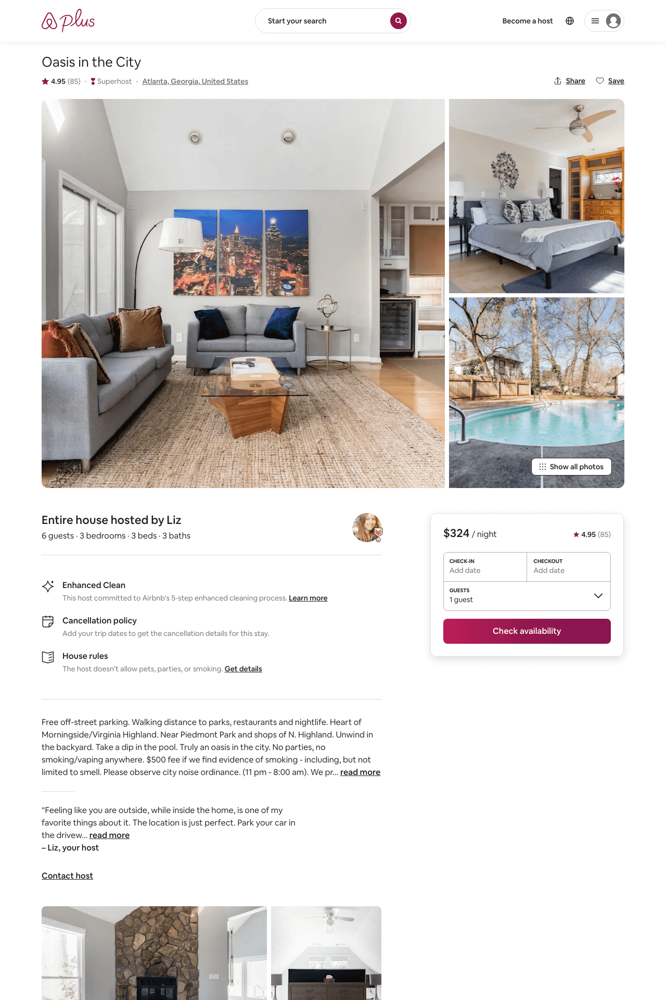 plus
Start your search
Become a host
Oasis in the City
4.95 (85) · Superhost · Atlanta, Georgia, United States
Share
Save
Show all photos
Entire house hosted by Liz
6 guests · 3 bedrooms · 3 beds · 3 baths
$324 / night
4.95 (85)
CHECK-IN
Add date
CHECKOUT
Add date
GUESTS
1 guest
Check availability
Enhanced Clean
This host committed to Airbnb's 5-step enhanced cleaning process. Learn more
Cancellation policy
Add your trip dates to get the cancellation details for this stay.
House rules
The host doesn't allow pets, parties, or smoking. Get details
Free off-street parking. Walking distance to parks, restaurants and nightlife. Heart of
Morningside/Virginia Highland. Near Piedmont Park and shops of N. Highland. Unwind in
the backyard. Take a dip in the pool. Truly an oasis in the city. No parties, no
smoking/vaping anywhere. $500 fee if we find evidence of smoking - including, but not
limited to smell. Please observe city noise ordinance. (11 pm - 8:00 am). We pr... read more
“Feeling like you are outside, while inside the home, is one of my
favorite things about it. The location is just perfect. Park your car in
the drivew... read more
– Liz, your host
Contact host